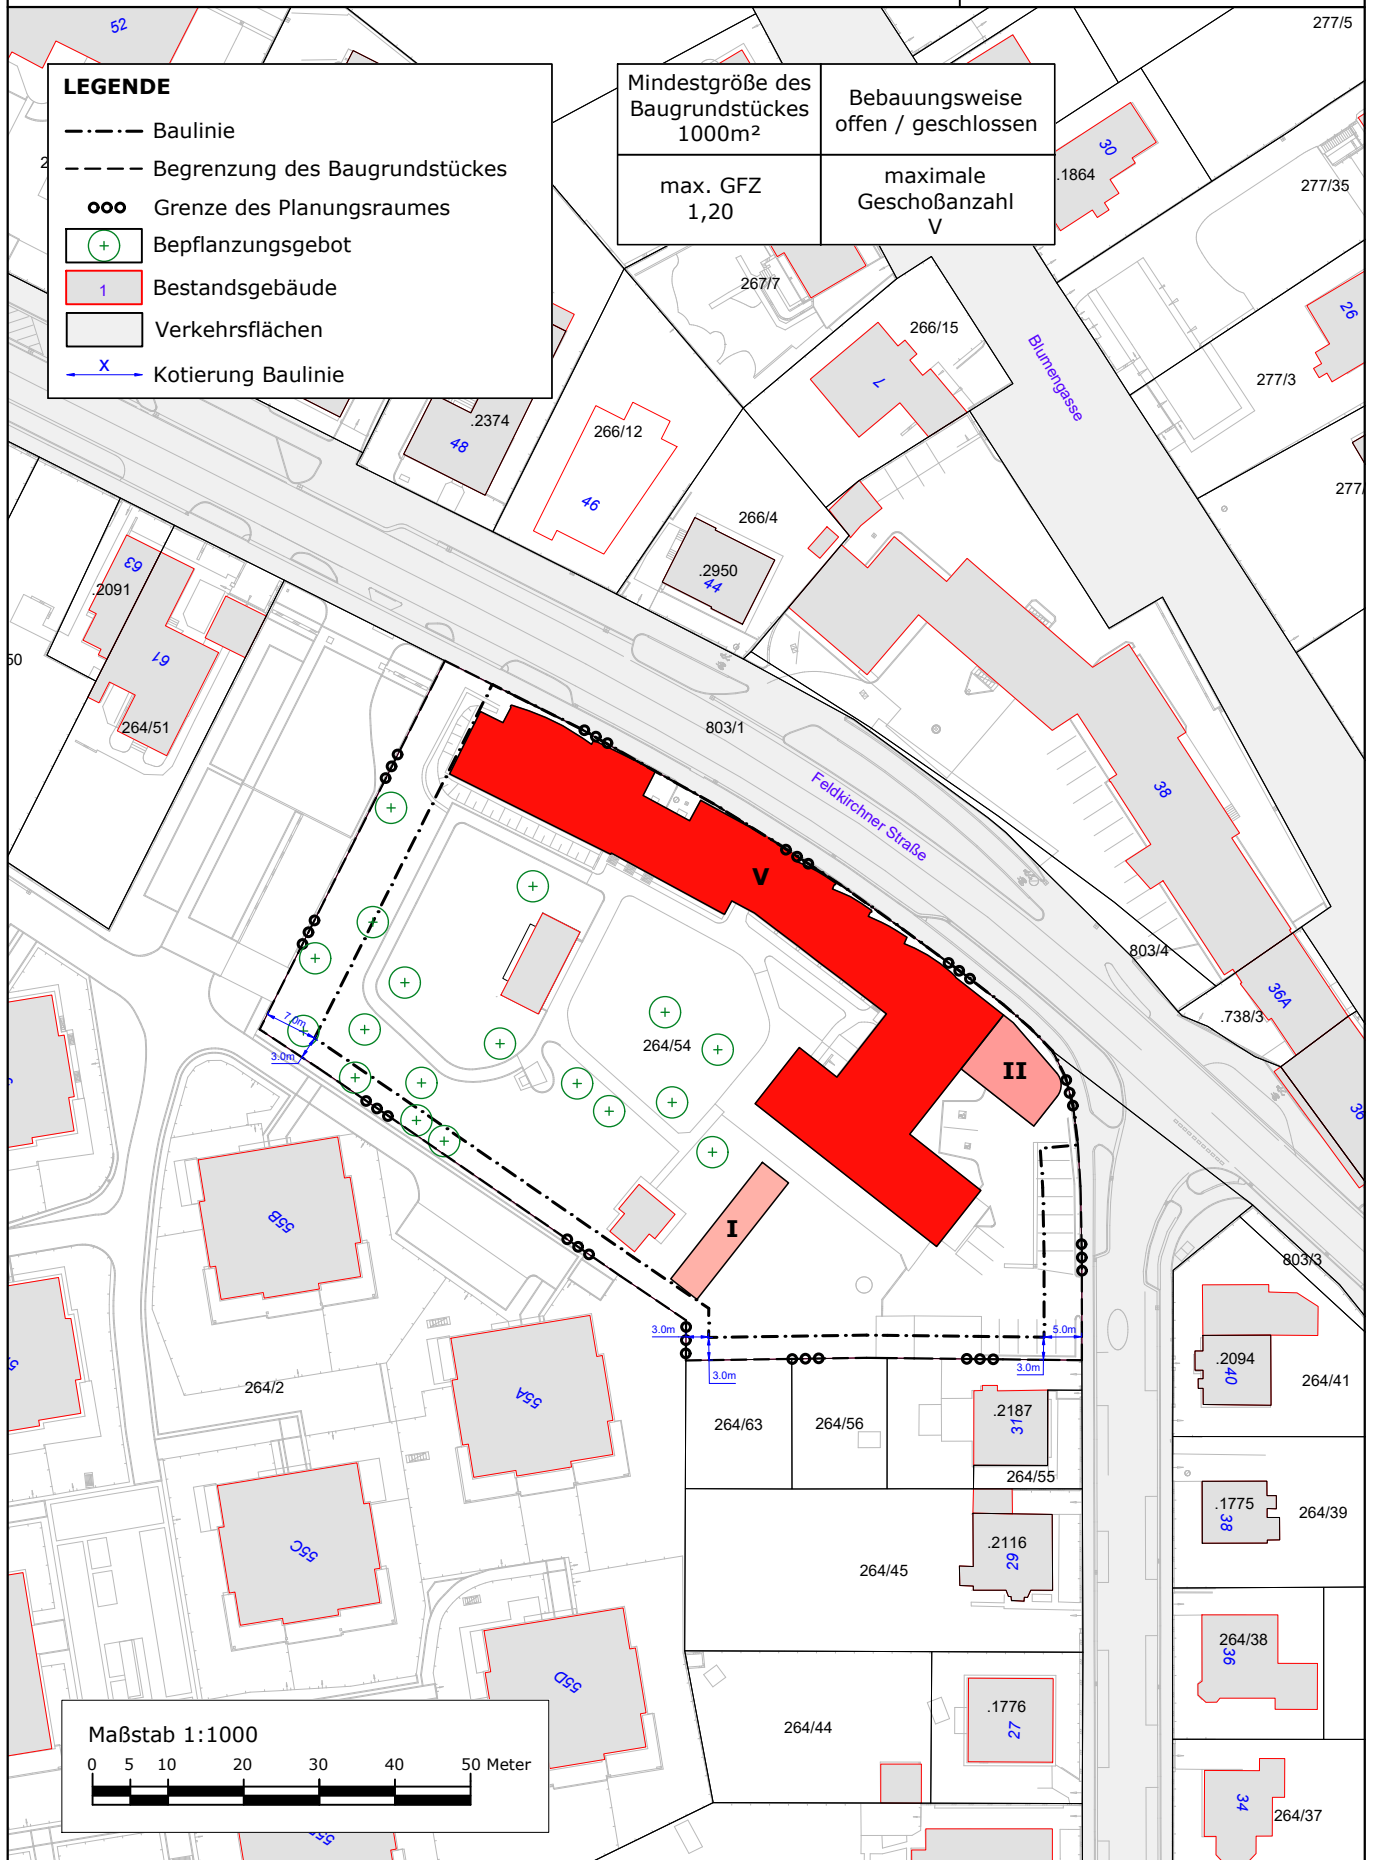 52
277/5
LEGENDE
Baulinie
Begrenzung des Baugrundstückes
Grenze des Planungsraumes
Bepflanzungsgebot
1
Bestandsgebäude
Verkehrsflächen
x
Kotierung Baulinie
Mindestgröße des
Baugrundstückes
1000m²
Bebauungsweise
offen / geschlossen
max. GFZ
1,20
maximale
Geschoßanzahl
V
30
.1864
277/35
267/7
26
266/15
7
Blumengasse
277/3
.2374
48
266/12
46
277/
266/4
.2950
44
63
.2091
61
50
264/51
803/1
Feldkirchner Straße
38
V
803/4
36A
.738/3
7.0m
3.0m
264/54
II
36
55B
I
803/3
3.0m
5.0m
3.0m
3.0m
264/2
55A
.2094
40
264/41
264/63
264/56
.2187
31
264/55
.1775
38
264/39
55C
.2116
29
264/45
264/38
36
55D
.1776
27
264/44
34
264/37
Maßstab 1:1000
0 5 10 20 30 40 50 Meter